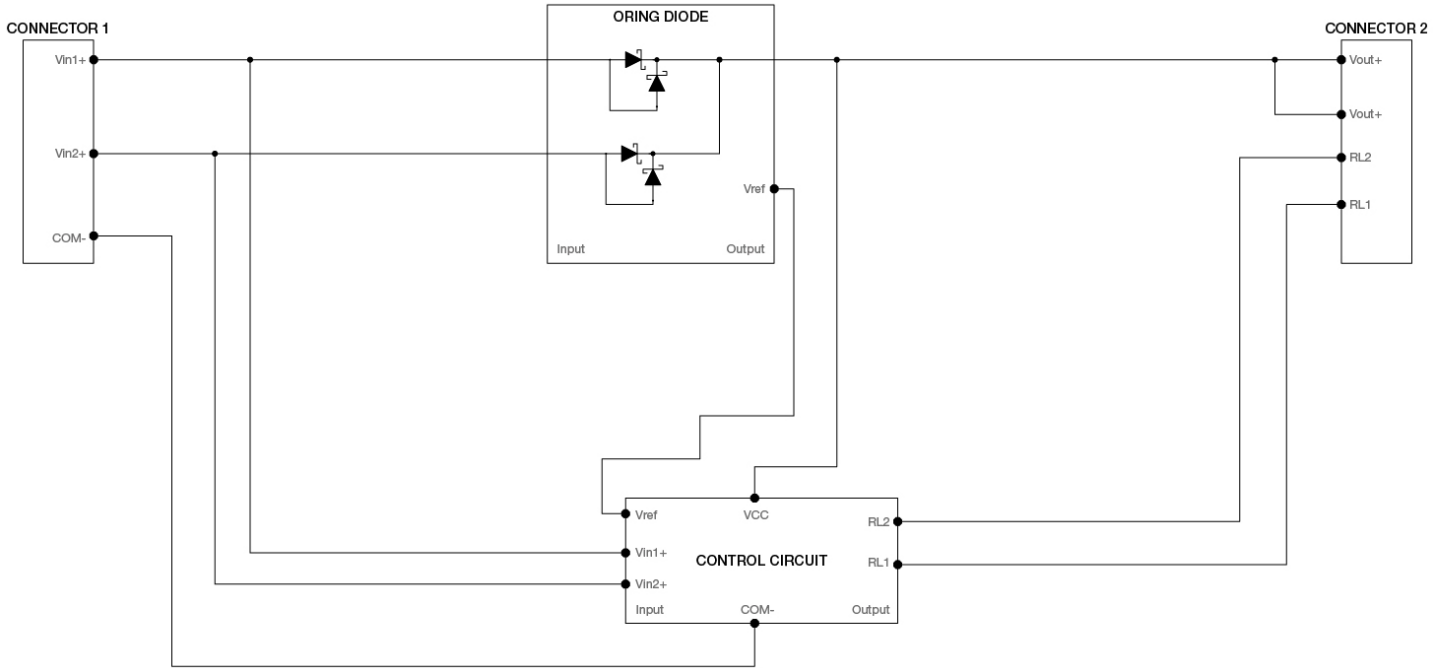 ORING DIODE
CONNECTOR 1
CONNECTOR 2
Vin1+
Vout+
Vout+
Vin2+
RL2
Vref
RL1
COM-
Input
Output
Vref
VCC
RL2
Vin1+
CONTROL CIRCUIT
RL1
Vin2+
Input
COM-
Output